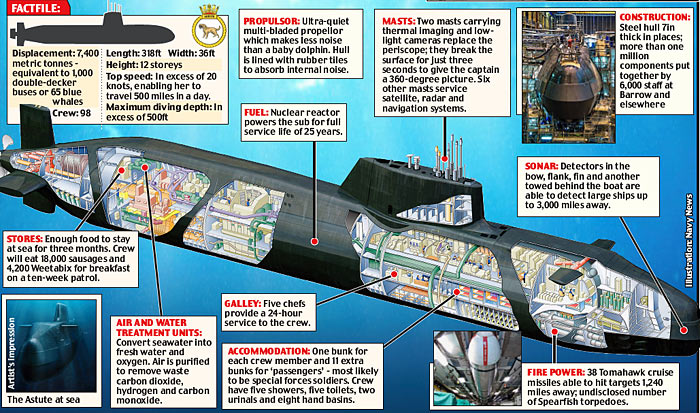 FACTFILE:
Displacement: 7,400
metric tonnes -
equivalent to 1,000
double-decker
buses or 65 blue
whales
Crew: 98
Length: 318ft Width: 36ft
Height: 12 storeys
Top speed: In excess of 20
knots, enabling her to
travel 500 miles in a day.
Maximum diving depth: In
excess of 500ft
PROPULSOR: Ultra-quiet
multi-bladed propellor
which makes less noise
than a baby dolphin. Hull
is lined with rubber tiles
to absorb internal noise.
MASTS: Two masts carrying
thermal imaging and low-
light cameras replace the
periscope; they break the
surface for just three
seconds to give the captain
a 360-degree picture. Six
other masts service
satellite, radar and
navigation systems.
CONSTRUCTION:
Steel hull 7in
thick in places;
more than one
million
components put
together by
6,000 staff at
Barrow and
elsewhere
FUEL: Nuclear reactor
powers the sub for full
service life of 25 years.
SONAR: Detectors in the
bow, flank, fin and another
towed behind the boat are
able to detect large ships up
to 3,000 miles away.
Illustration: Navy News
STORES: Enough food to stay
at sea for three months. Crew
will eat 18,000 sausages and
4,200 Weetabix for breakfast
on a ten-week patrol.
Artist's Impression
The Astute at sea
AIR AND WATER
TREATMENT UNITS:
Convert seawater into
fresh water and
oxygen. Air is purified
to remove waste
carbon dioxide,
hydrogen and carbon
monoxide.
GALLEY: Five chefs
provide a 24-hour
service to the crew.
ACCOMMODATION: One bunk for
each crew member and 11 extra
bunks for 'passengers' - most likely
to be special forces soldiers. Crew
have five showers, five toilets, two
urinals and eight hand basins.
FIRE POWER: 38 Tomahawk cruise
missiles able to hit targets 1,240
miles away; undisclosed number
of Spearfish torpedoes.